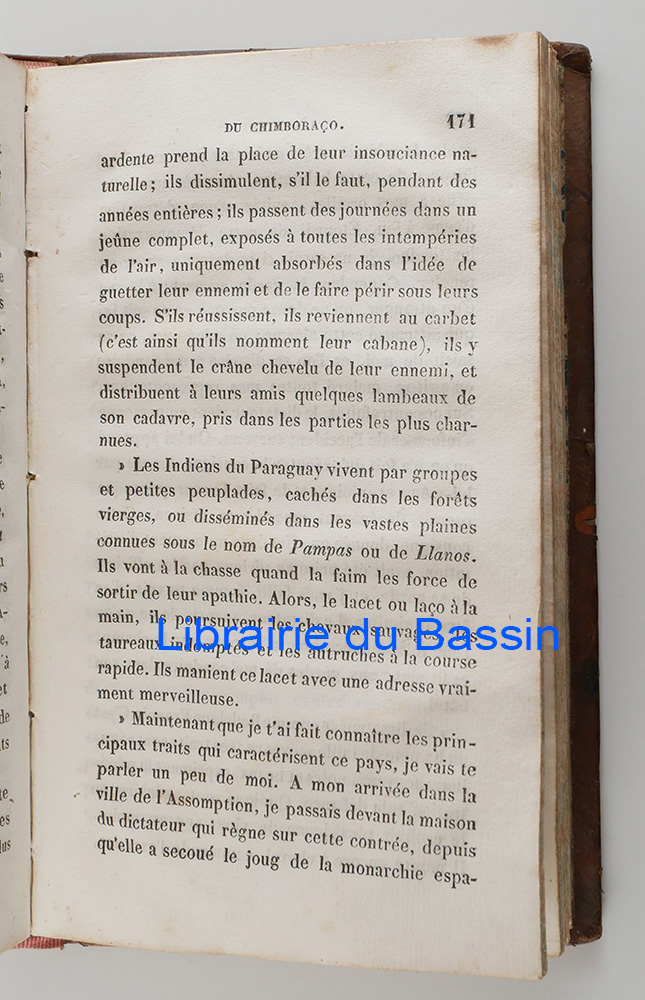 DU CHIMBORAÇO. 171
ardente prend la place de leur insouciance na-
turelle; ils dissimulent, s'il le faut, pendant des
années entières; ils passent des journées dans un
jeûne complet, exposés à toutes les intempéries
de l'air, uniquement absorbés dans l'idée de
guetter leur ennemi et de le faire périr sous leurs
coups. S'ils réussissent, ils reviennent au carbet
(c'est ainsi qu'ils nomment leur cabane), ils y
suspendent le crâne chevelu de leur ennemi, et
distribuent à leurs amis quelques lambeaux de
son cadavre, pris dans les parties les plus char-
nues.
» Les Indiens du Paraguay vivent par groupes
et petites peuplades, cachés dans les forêts
vierges, ou disséminés dans les vastes plaines
connues sous le nom de Pampas ou de Llanos.
Ils vont à la chasse quand la faim les force de
sortir de leur apathie. Alors, le lacet ou laço à la
main, ils poursuivent les chevaux sauvages, les
Librairie du Bassin
taureaux indomptés et les autruches à la course
rapide. Ils manient ce lacet avec une adresse vrai-
ment merveilleuse.
» Maintenant que je t'ai fait connaître les prin-
cipaux traits qui caractérisent ce pays, je vais te
parler un peu de moi. A mon arrivée dans la
ville de l'Assomption, je passais devant la maison
du dictateur qui règne sur cette contrée, depuis
qu'elle a secoué le joug de la monarchie espa-